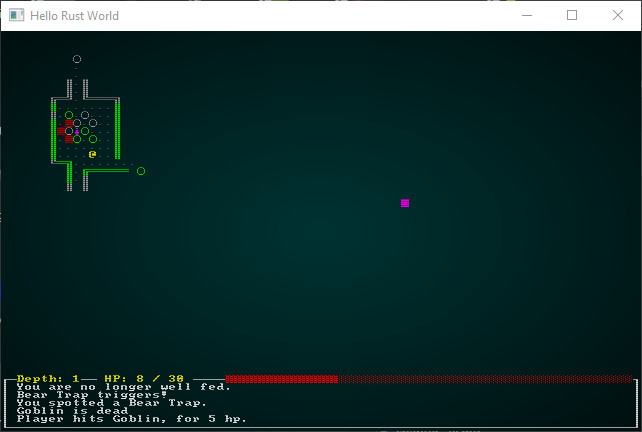 Hello Rust World
@
Depth: 1 HP: 8 / 30
You are no longer well fed.
Bear Trap triggers!
You spotted a Bear Trap.
Goblin is dead
Player hits Goblin, for 5 hp.